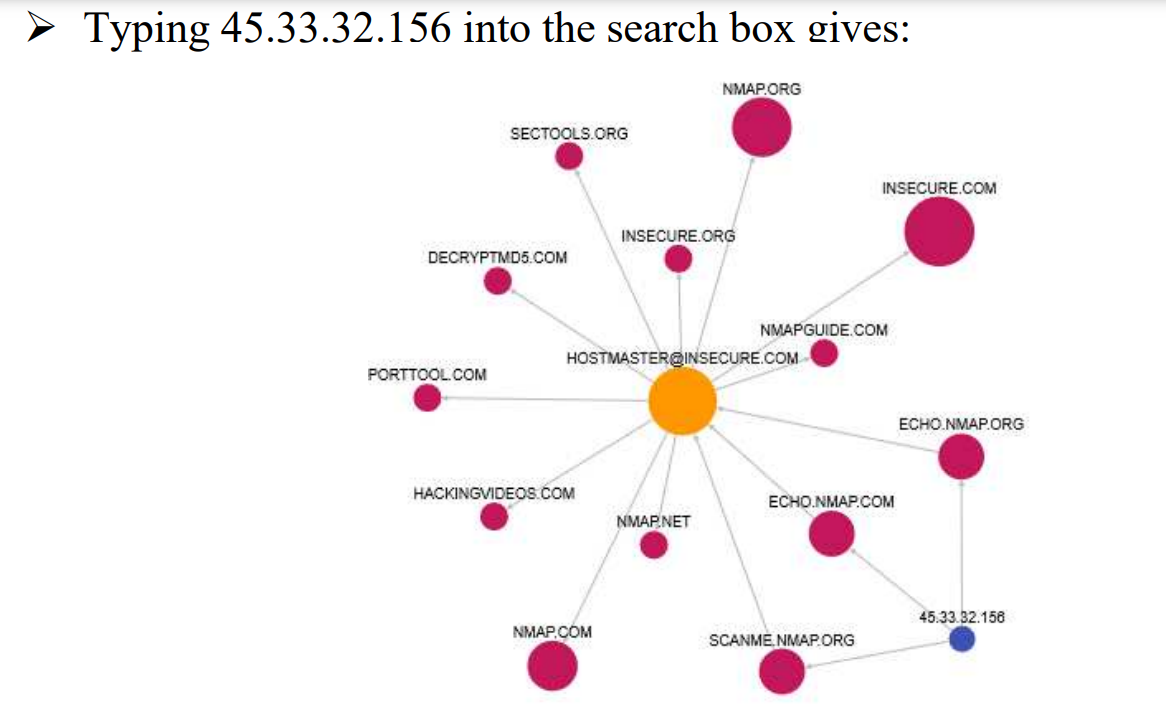 ➢ Typing 45.33.32.156 into the search box gives:
NMAP.ORG
SECTOOLS.ORG
INSECURE.COM
INSECURE.ORG
DECRYPTMD5.COM
NMAPGUIDE.COM
HOSTMASTER@INSECURE.COM
PORTTOOL.COM
ECHO.NMAP.ORG
HACKINGVIDEOS.COM
ECHO.NMAP.COM
NMAP.NET
45.33.32.156
NMAP.COM
SCANME.NMAP.ORG